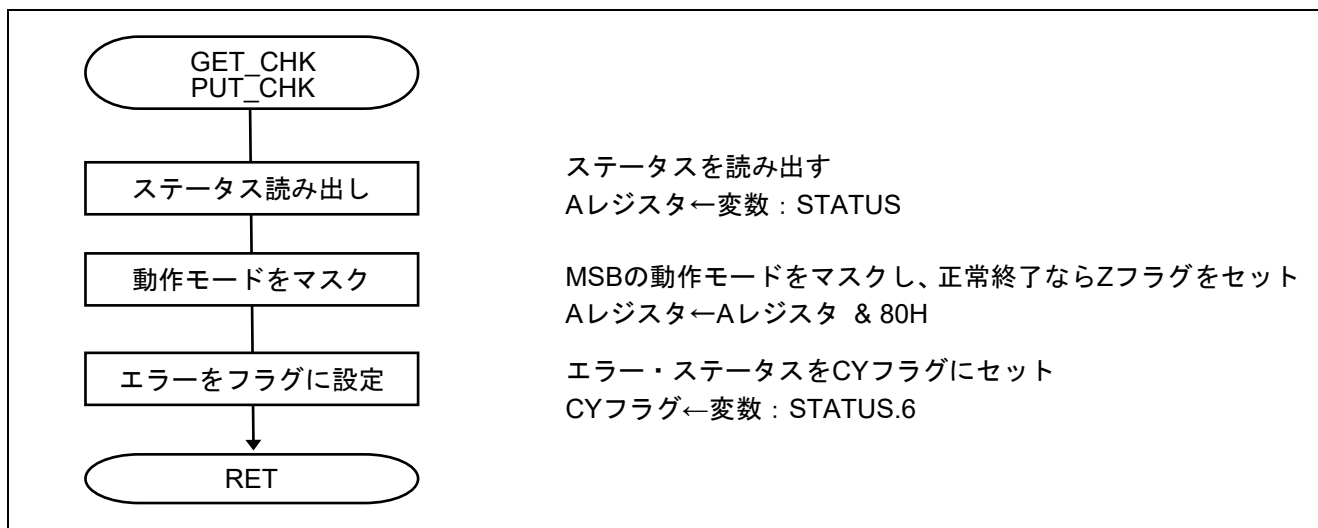 GET_CHK
PUT_CHK
ステータス読み出し
ステータスを読み出す
Aレジスタ←変数：STATUS
動作モードをマスク
MSBの動作モードをマスクし、正常終了ならZフラグをセット
Aレジスタ←Aレジスタ & 80H
エラーをフラグに設定
エラー・ステータスをCYフラグにセット
CYフラグ←変数：STATUS.6
RET